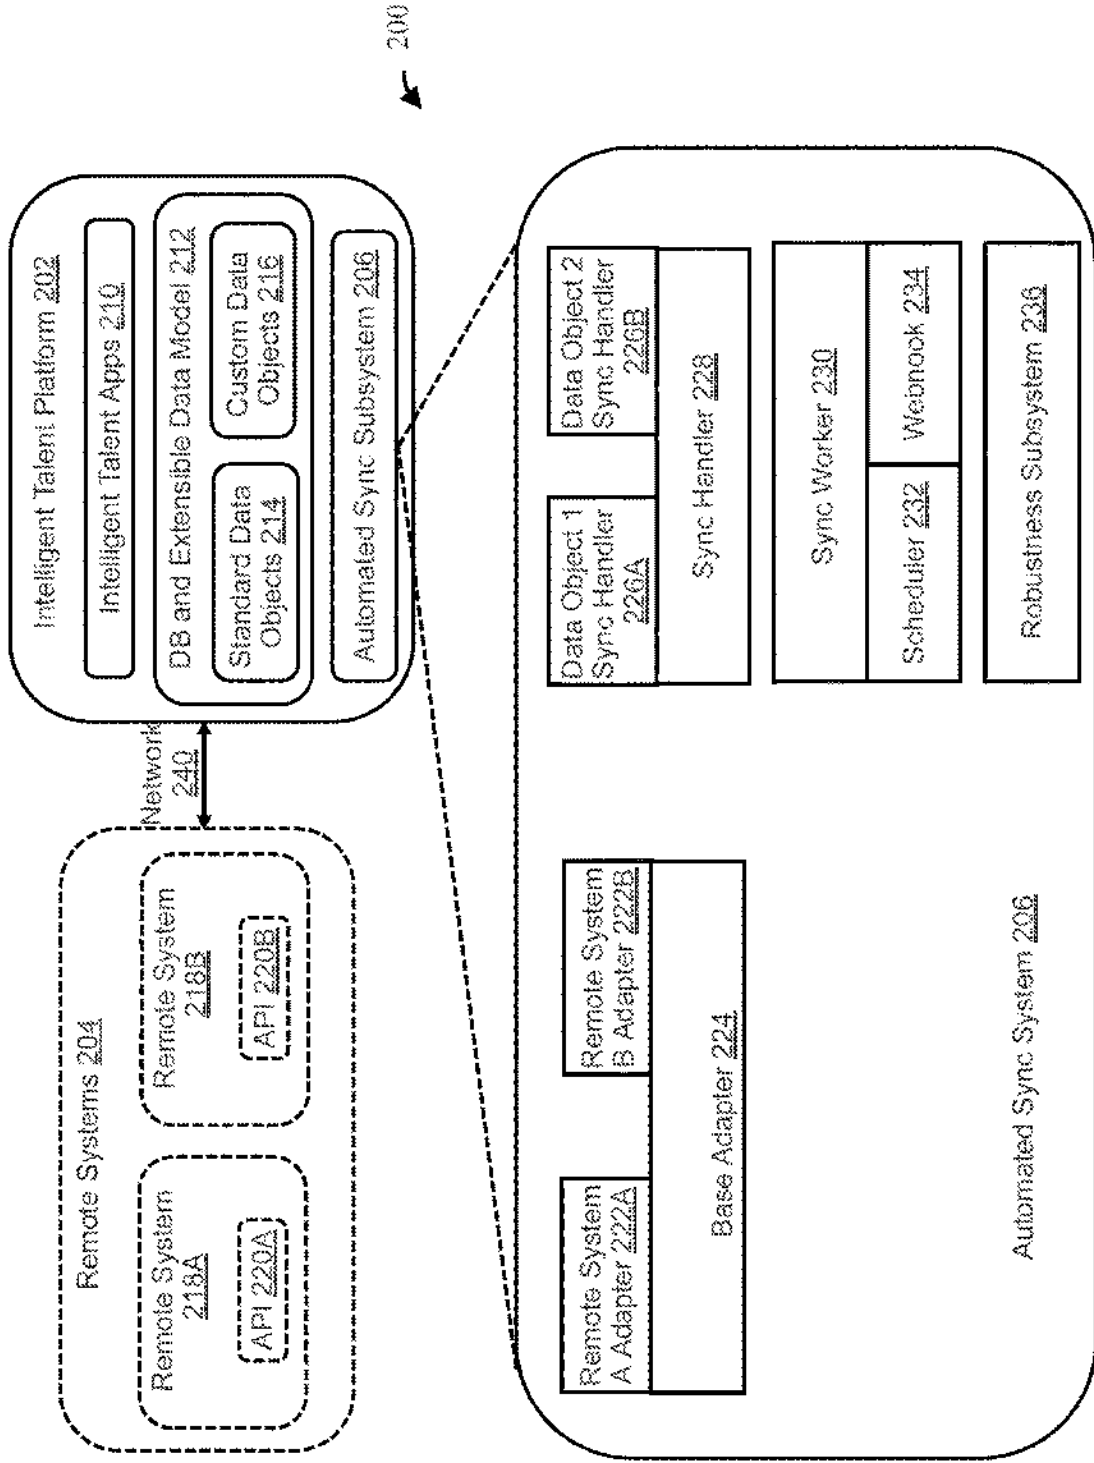 200
Remote Systems 204
Remote System
218A
API 220A
Remote System
218B
API 220B
Network
240
Intelligent Talent Platform 202
Intelligent Talent Apps 210
DB and Extensible Data Model 212
Standard Data
Objects 214
Custom Data
Objects 216
Automated Sync Subsystem 206
Remote System
A Adapter 222A
Remote System
B Adapter 222B
Base Adapter 224
Data Object 1
Sync Handler
226A
Data Object 2
Sync Handler
226B
Sync Handler 228
Sync Worker 230
Scheduler 232
Webhook 234
Robustness Subsystem 236
Automated Sync System 206